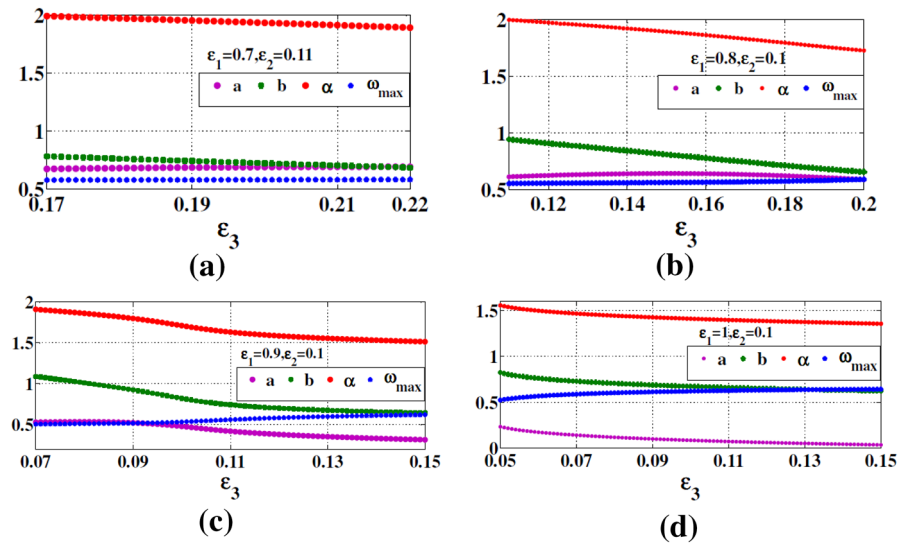 2
1.5
1
0.5
ε1=0.7,ε2=0.11
a b α ωmax
0.17 0.19 0.21 0.22
ε3
(a)
2
1.5
1
0.5
ε1=0.8,ε2=0.1
a b α ωmax
0.12 0.14 0.16 0.18 0.2
ε3
(b)
2
1.5
1
0.5
ε1=0.9,ε2=0.1
a b α ωmax
0.07 0.09 0.11 0.13 0.15
ε3
(c)
1.5
1
0.5
0
ε1=1,ε2=0.1
a b α ωmax
0.05 0.07 0.09 0.11 0.13 0.15
ε3
(d)